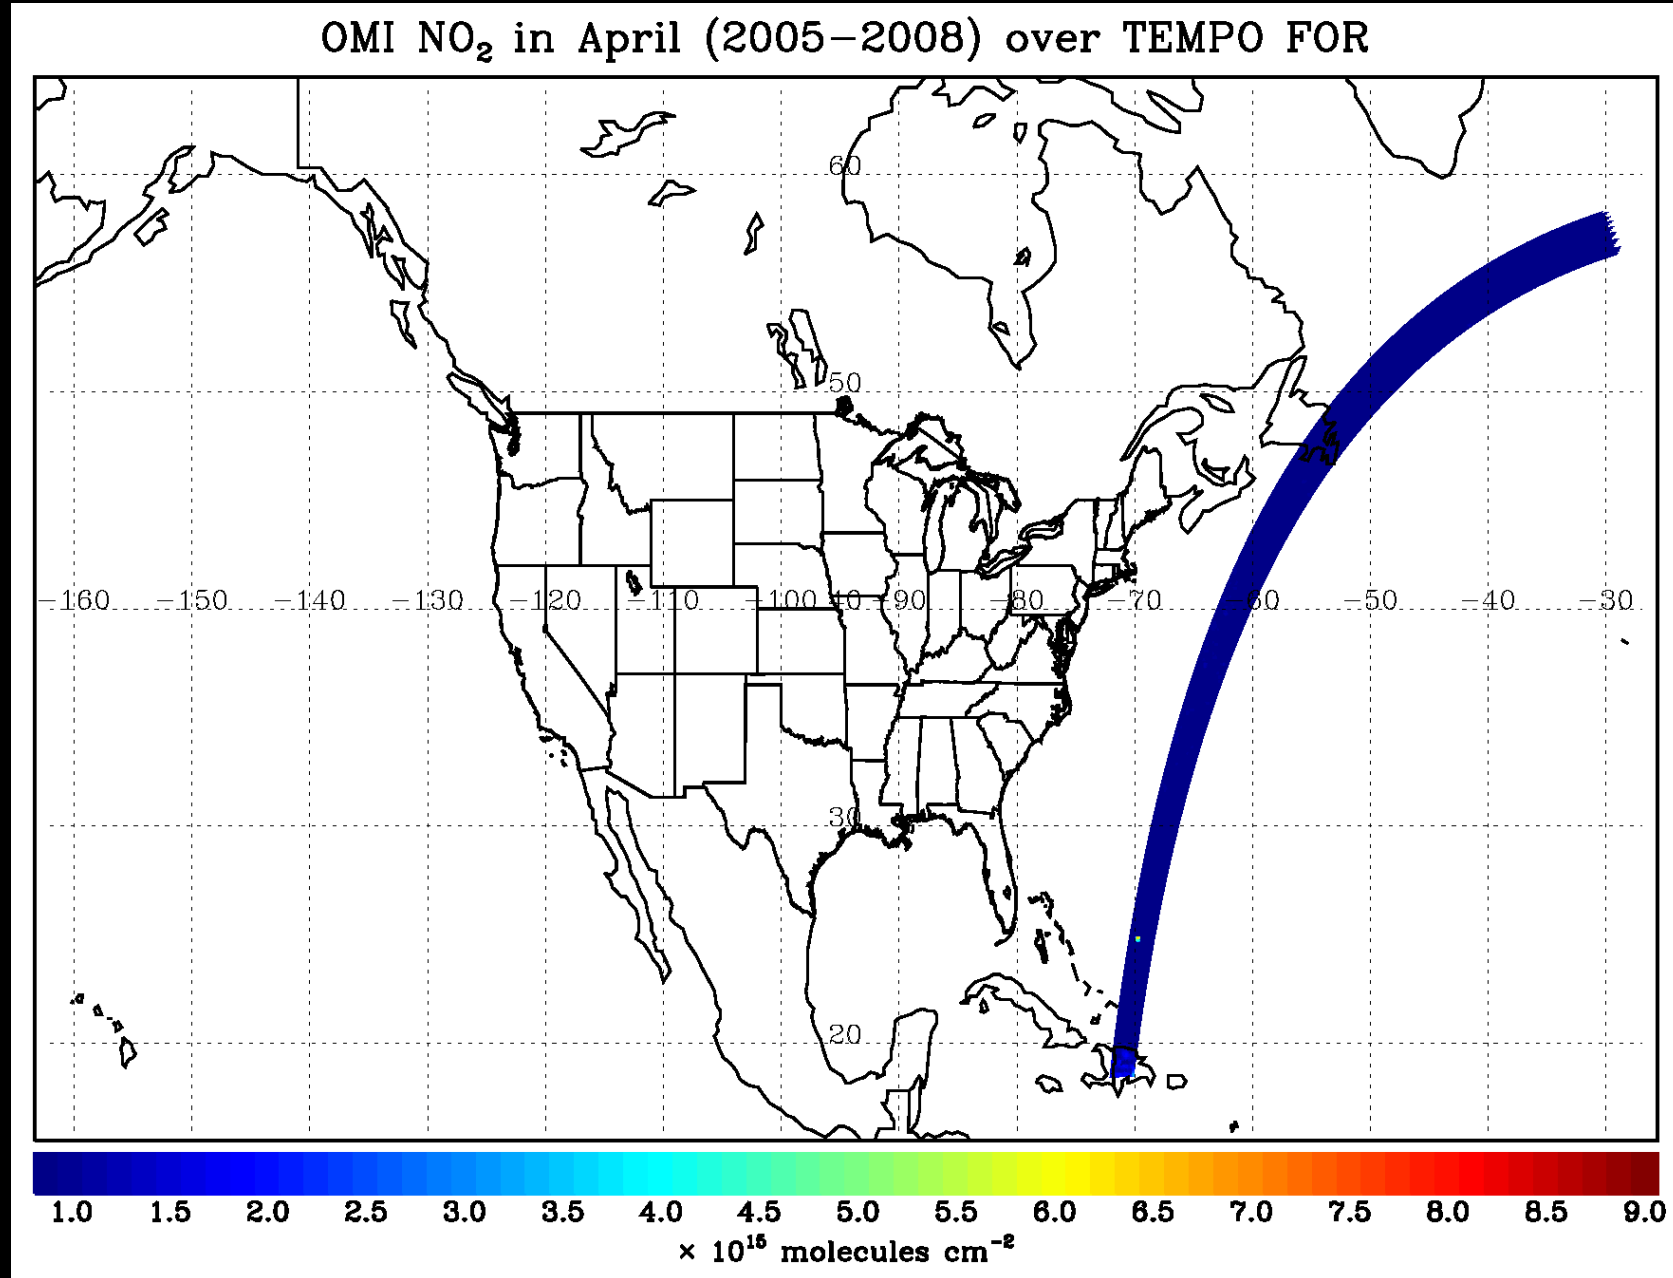 OMI NO₂ in April (2005−2008) over TEMPO FOR
60
50
−160 −150 −140 −130 −120 −110 −100 −90 −80 −70 −60 −50 −40 −30
40
30
20
1.0 1.5 2.0 2.5 3.0 3.5 4.0 4.5 5.0 5.5 6.0 6.5 7.0 7.5 8.0 8.5 9.0
× 10¹⁵ molecules cm⁻²